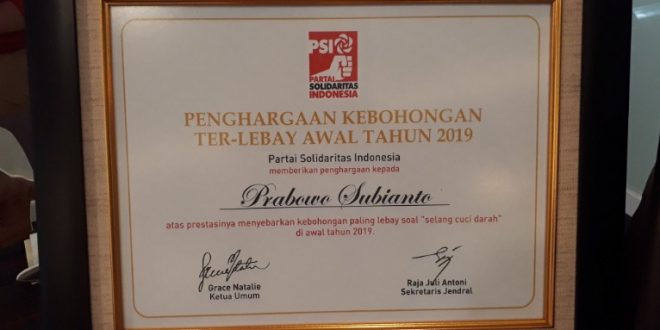 PSI
PARTAI
SOLIDARITAS
INDONESIA
PENGHARGAAN KEBOHONGAN
TER-LEBAY AWAL TAHUN 2019
Partai Solidaritas Indonesia
memberikan penghargaan kepada
Prabowo Subianto
atas prestasinya menyebarkan kebohongan paling lebay soal "selang cuci darah"
di awal tahun 2019.
Grace Natalie
Ketua Umum
Raja Juli Antoni
Sekretaris Jendral